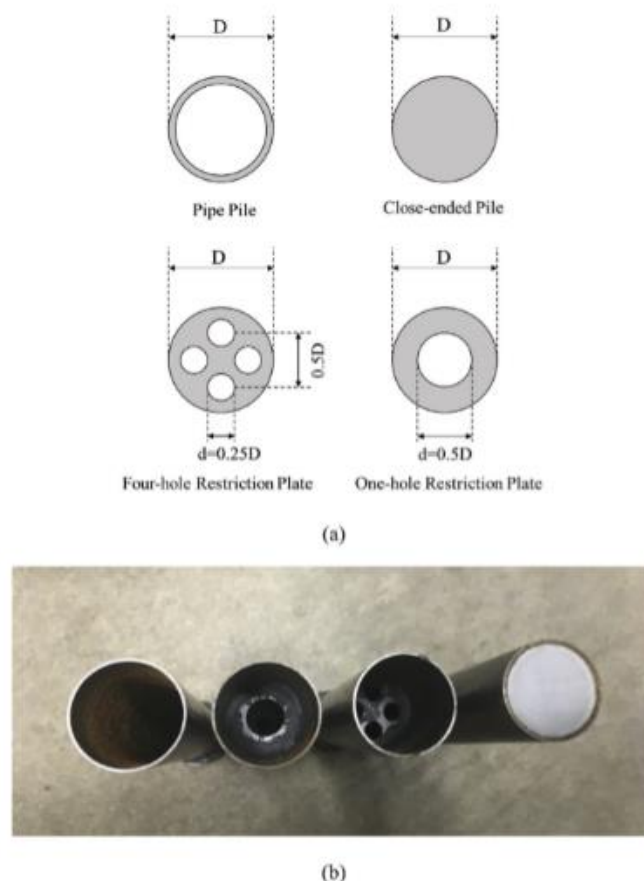 D
D
Pipe Pile
Close-ended Pile
D
D
0.5D
d=0.25D
d=0.5D
Four-hole Restriction Plate
One-hole Restriction Plate
(a)
(b)